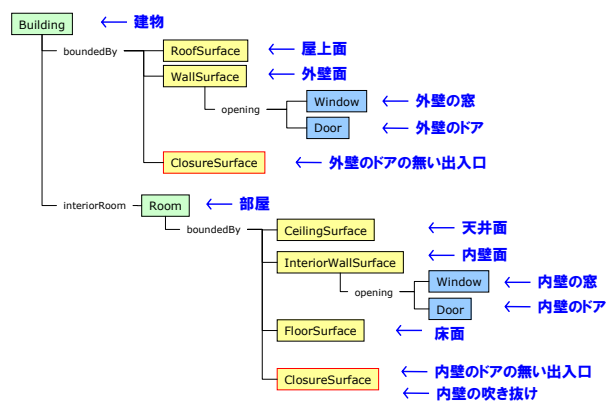 Building ← 建物
boundedBy
RoofSurface ← 屋上面
WallSurface ← 外壁面
opening
Window ← 外壁の窓
Door ← 外壁のドア
ClosureSurface ← 外壁のドアの無い出入口
interiorRoom
Room ← 部屋
boundedBy
CeilingSurface ← 天井面
InteriorWallSurface ← 内壁面
opening
Window ← 内壁の窓
Door ← 内壁のドア
FloorSurface ← 床面
ClosureSurface ← 内壁のドアの無い出入口
← 内壁の吹き抜け